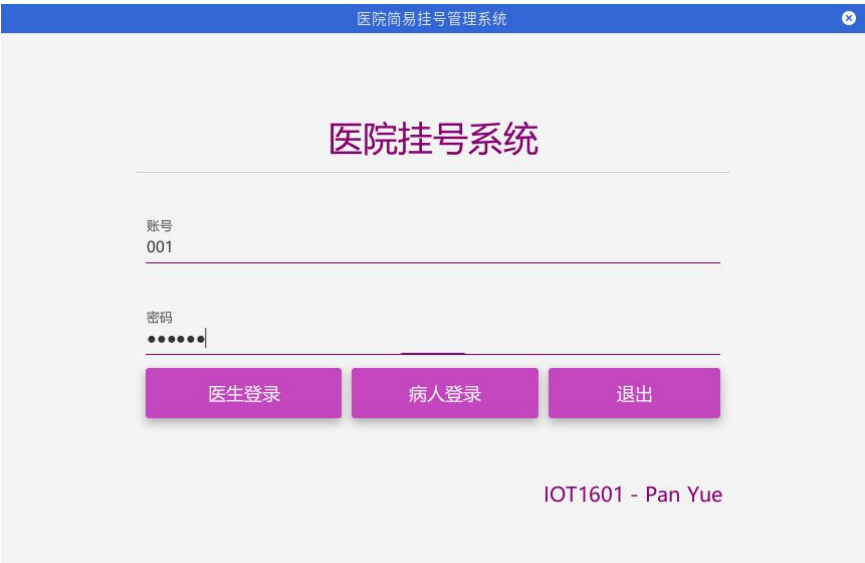 医院简易挂号管理系统
医院挂号系统
账号
001
密码
●●●●●●
医生登录 病人登录 退出
IOT1601 - Pan Yue